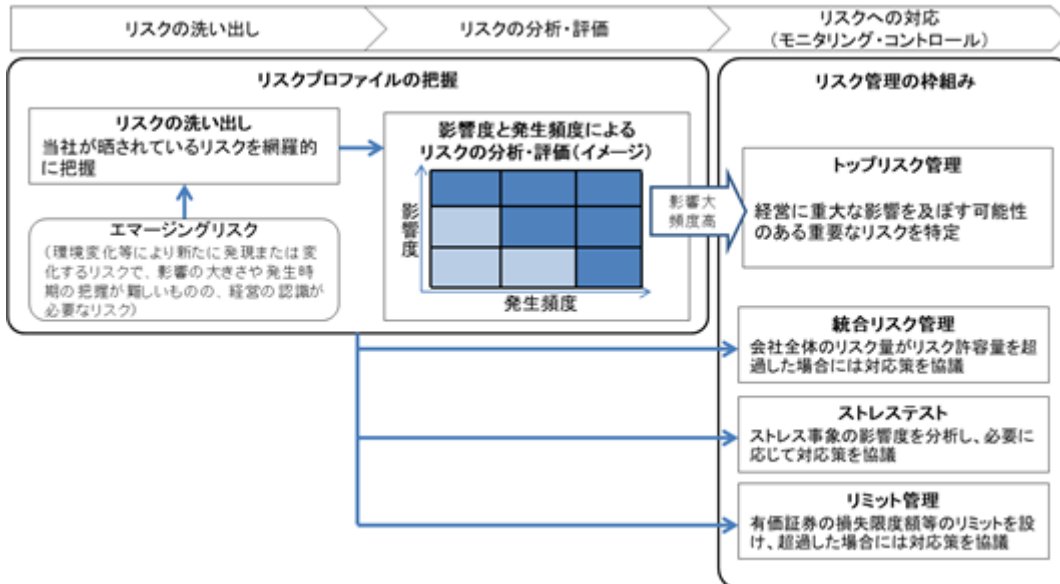 リスクの洗い出し
リスクの分析・評価
リスクへの対応
（モニタリング・コントロール）
リスクプロファイルの把握
リスクの洗い出し
当社が晒されているリスクを網羅的
に把握
エマージングリスク
（環境変化等により新たに発現または変
化するリスクで、影響の大きさや発生時
期の把握が難しいものの、経営の認識が
必要なリスク）
影響度と発生頻度による
リスクの分析・評価（イメージ）
影響度
発生頻度
影響大
頻度高
リスク管理の枠組み
トップリスク管理
経営に重大な影響を及ぼす可能性
のある重要なリスクを特定
統合リスク管理
会社全体のリスク量がリスク許容量を超
過した場合には対応策を協議
ストレステスト
ストレス事象の影響度を分析し、必要に
応じて対応策を協議
リミット管理
有価証券の損失限度額等のリミットを設
け、超過した場合には対応策を協議